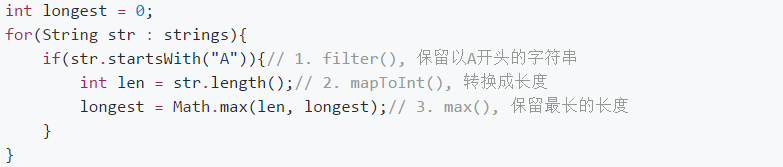 int longest = 0;
for(String str : strings){
    if(str.startsWith("A")){// 1. filter(), 保留以A开头的字符串
        int len = str.length();// 2. mapToInt(), 转换成长度
        longest = Math.max(len, longest);// 3. max(), 保留最长的长度
    }
}